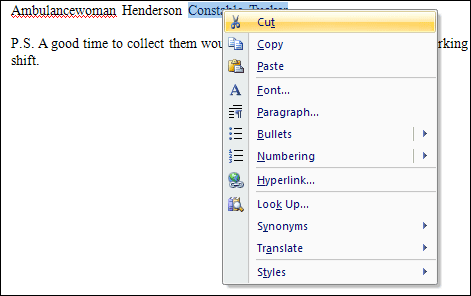 Ambulancewoman Henderson Constable Tucker
P.S. A good time to collect them wou rking
shift.
Cut
Copy
Paste
Font...
Paragraph...
Bullets
Numbering
Hyperlink...
Look Up...
Synonyms
Translate
Styles